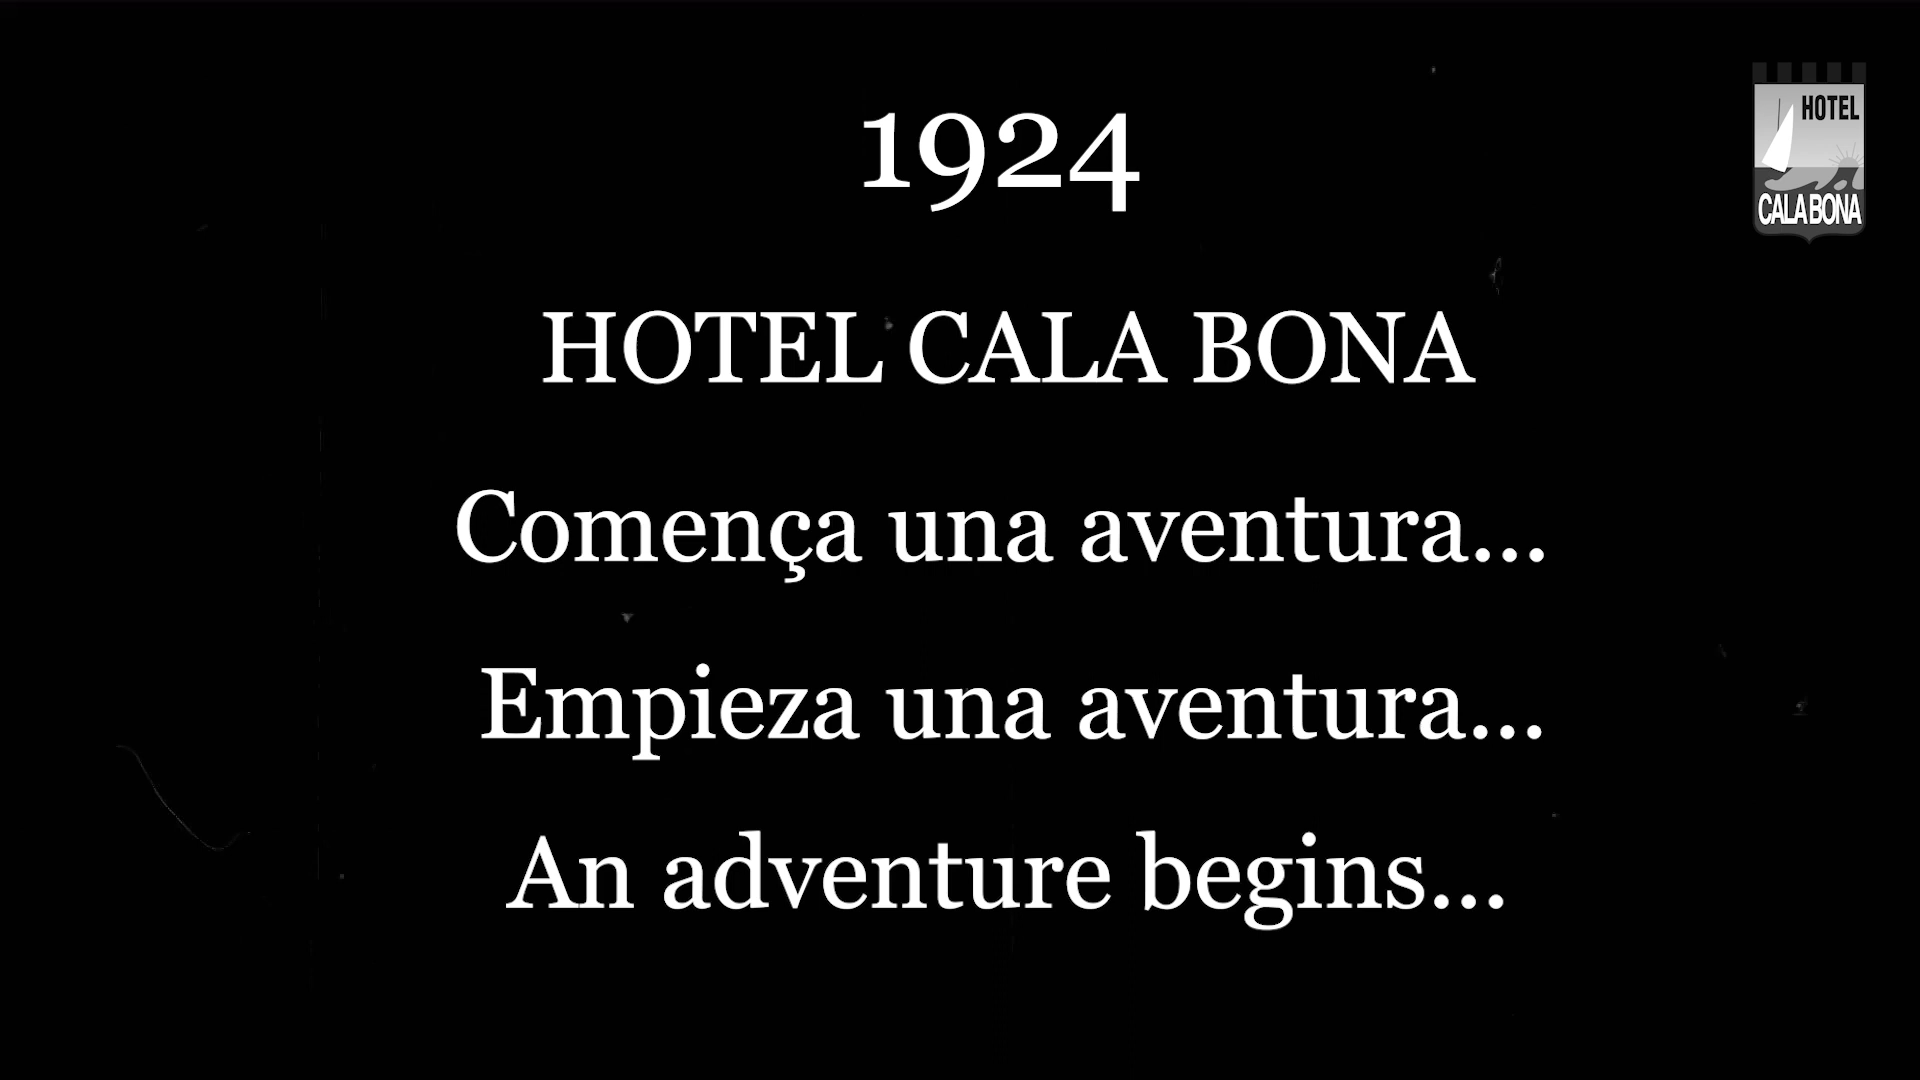 1924
HOTEL CALA BONA
Comença una aventura...
Empieza una aventura...
An adventure begins...
HOTEL
CALA BONA